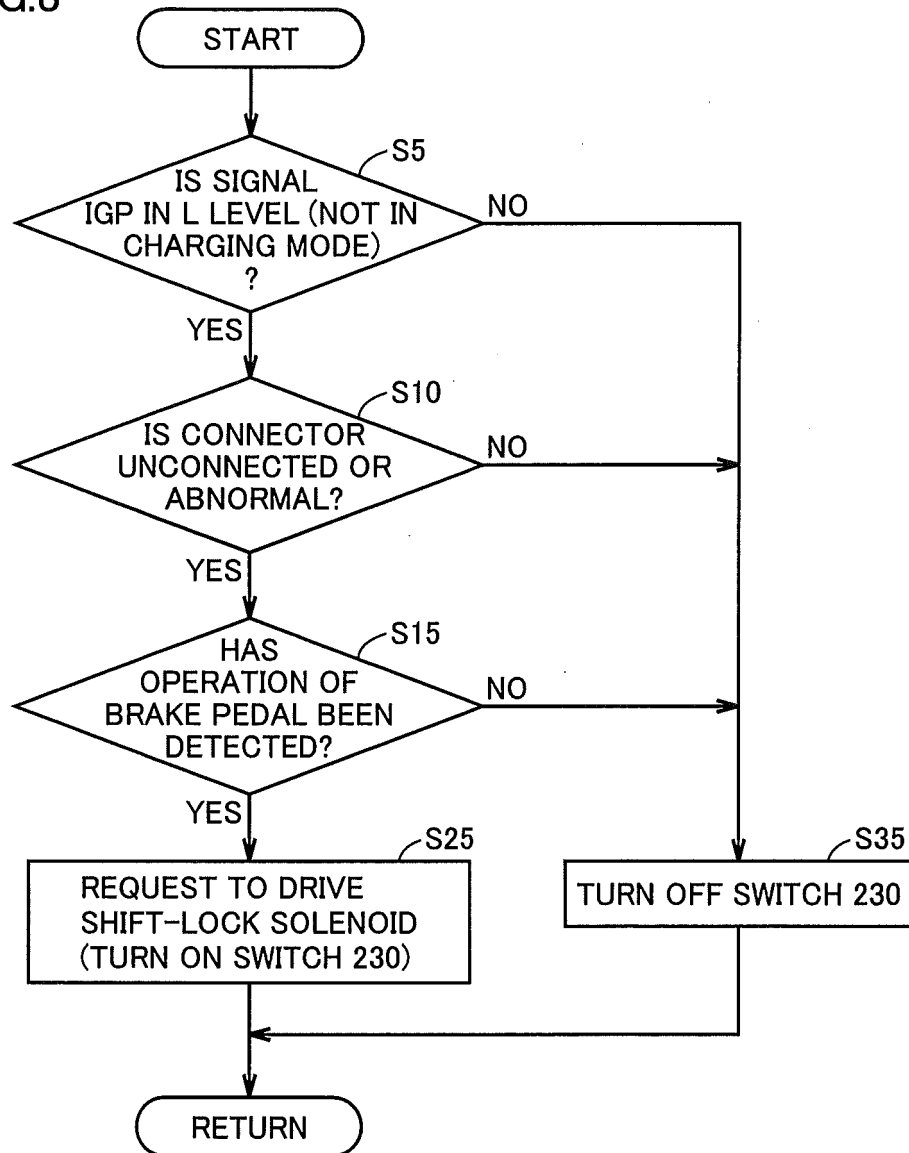 START
S5
IS SIGNAL
IGP IN L LEVEL (NOT IN
CHARGING MODE)
?
NO
YES
S10
IS CONNECTOR
UNCONNECTED OR
ABNORMAL?
NO
YES
S15
HAS
OPERATION OF
BRAKE PEDAL BEEN
DETECTED?
NO
YES
S25
REQUEST TO DRIVE
SHIFT-LOCK SOLENOID
(TURN ON SWITCH 230)
S35
TURN OFF SWITCH 230
RETURN